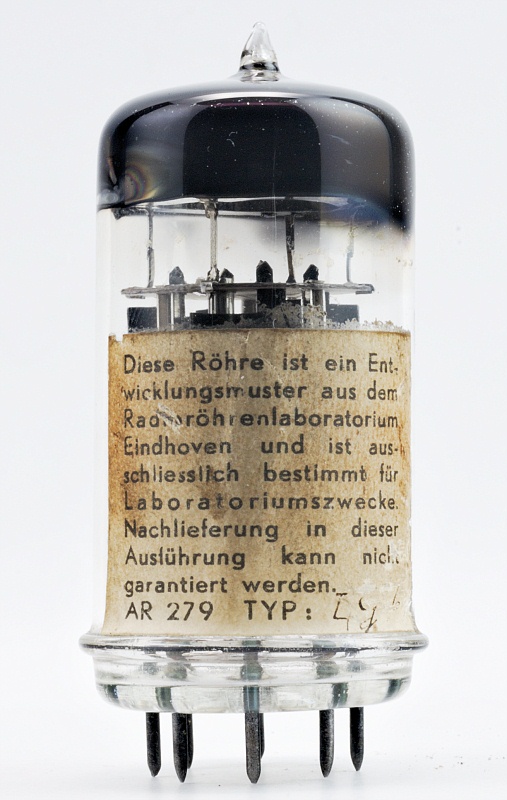 Diese Röhre ist ein Ent-
wicklungsmuster aus dem
Radioröhrenlaboratorium
Eindhoven und ist aus-
schliesslich bestimmt für
Laboratoriumszwecke.
Nachlieferung in dieser
Ausführung kann nicht
garantiert werden.
AR 279 TYP: